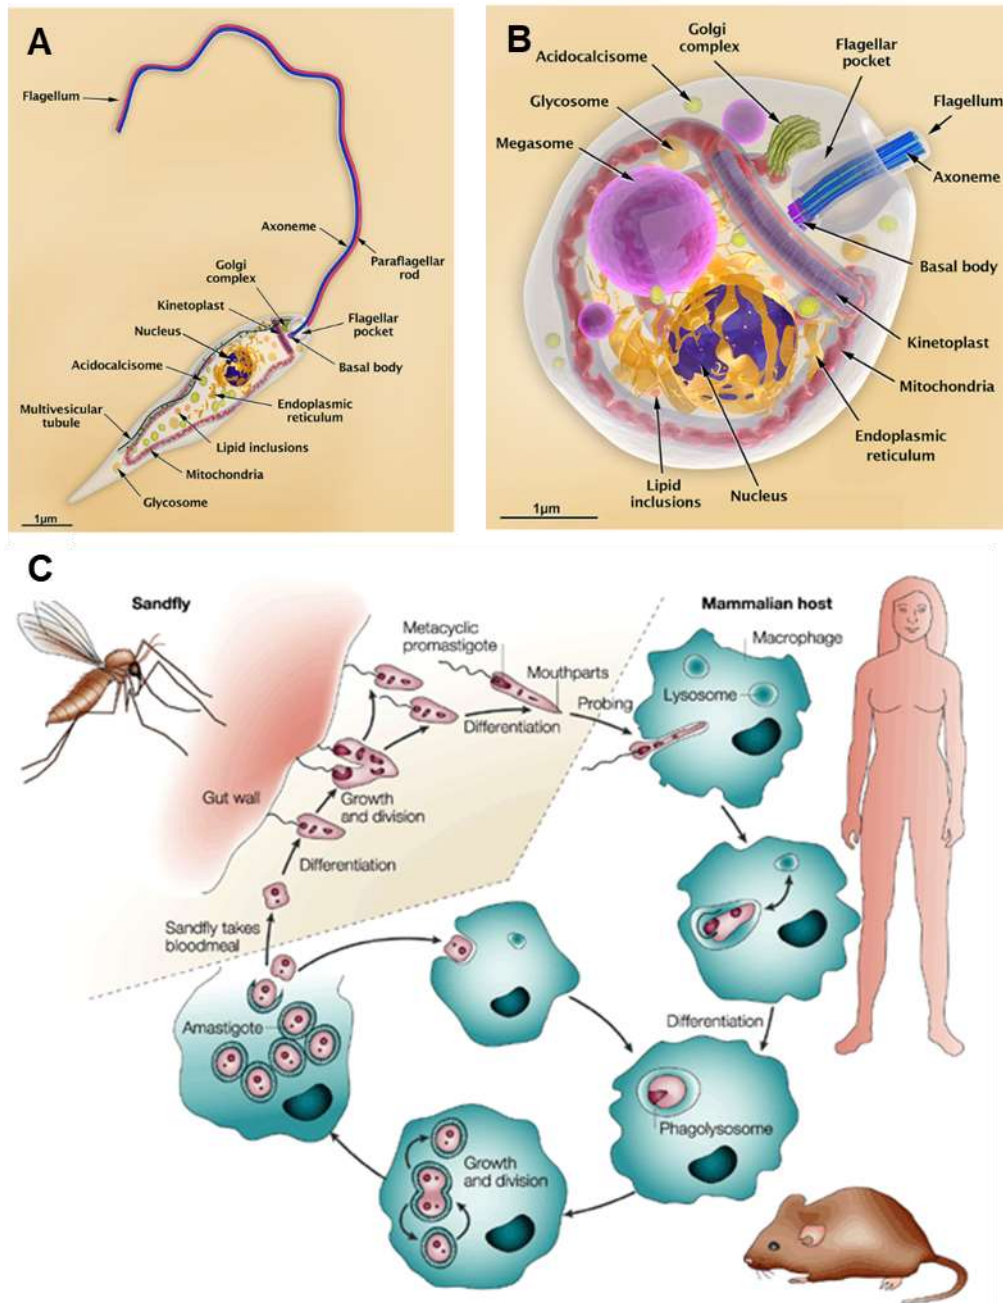 A
Flagellum
Axoneme
Paraflagellar
rod
Golgi
complex
Kinetoplast
Nucleus
Flagellar
pocket
Acidocalcisome
Basal body
Multivesicular
tubule
Endoplasmic
reticulum
Lipid inclusions
Mitochondria
Glycosome
1µm
B
Golgi
complex
Acidocalcisome
Flagellar
pocket
Glycosome
Flagellum
Megasome
Axoneme
Basal body
Kinetoplast
Mitochondria
Endoplasmic
reticulum
Lipid
inclusions
Nucleus
1µm
C
Sandfly
Mammalian host
Metacyclic
promastigote
Macrophage
Mouthparts
Lysosome
Probing
Differentiation
Gut wall
Growth
and division
Differentiation
Sandfly takes
bloodmeal
Amastigote
Differentiation
Phagolysosome
Growth
and division